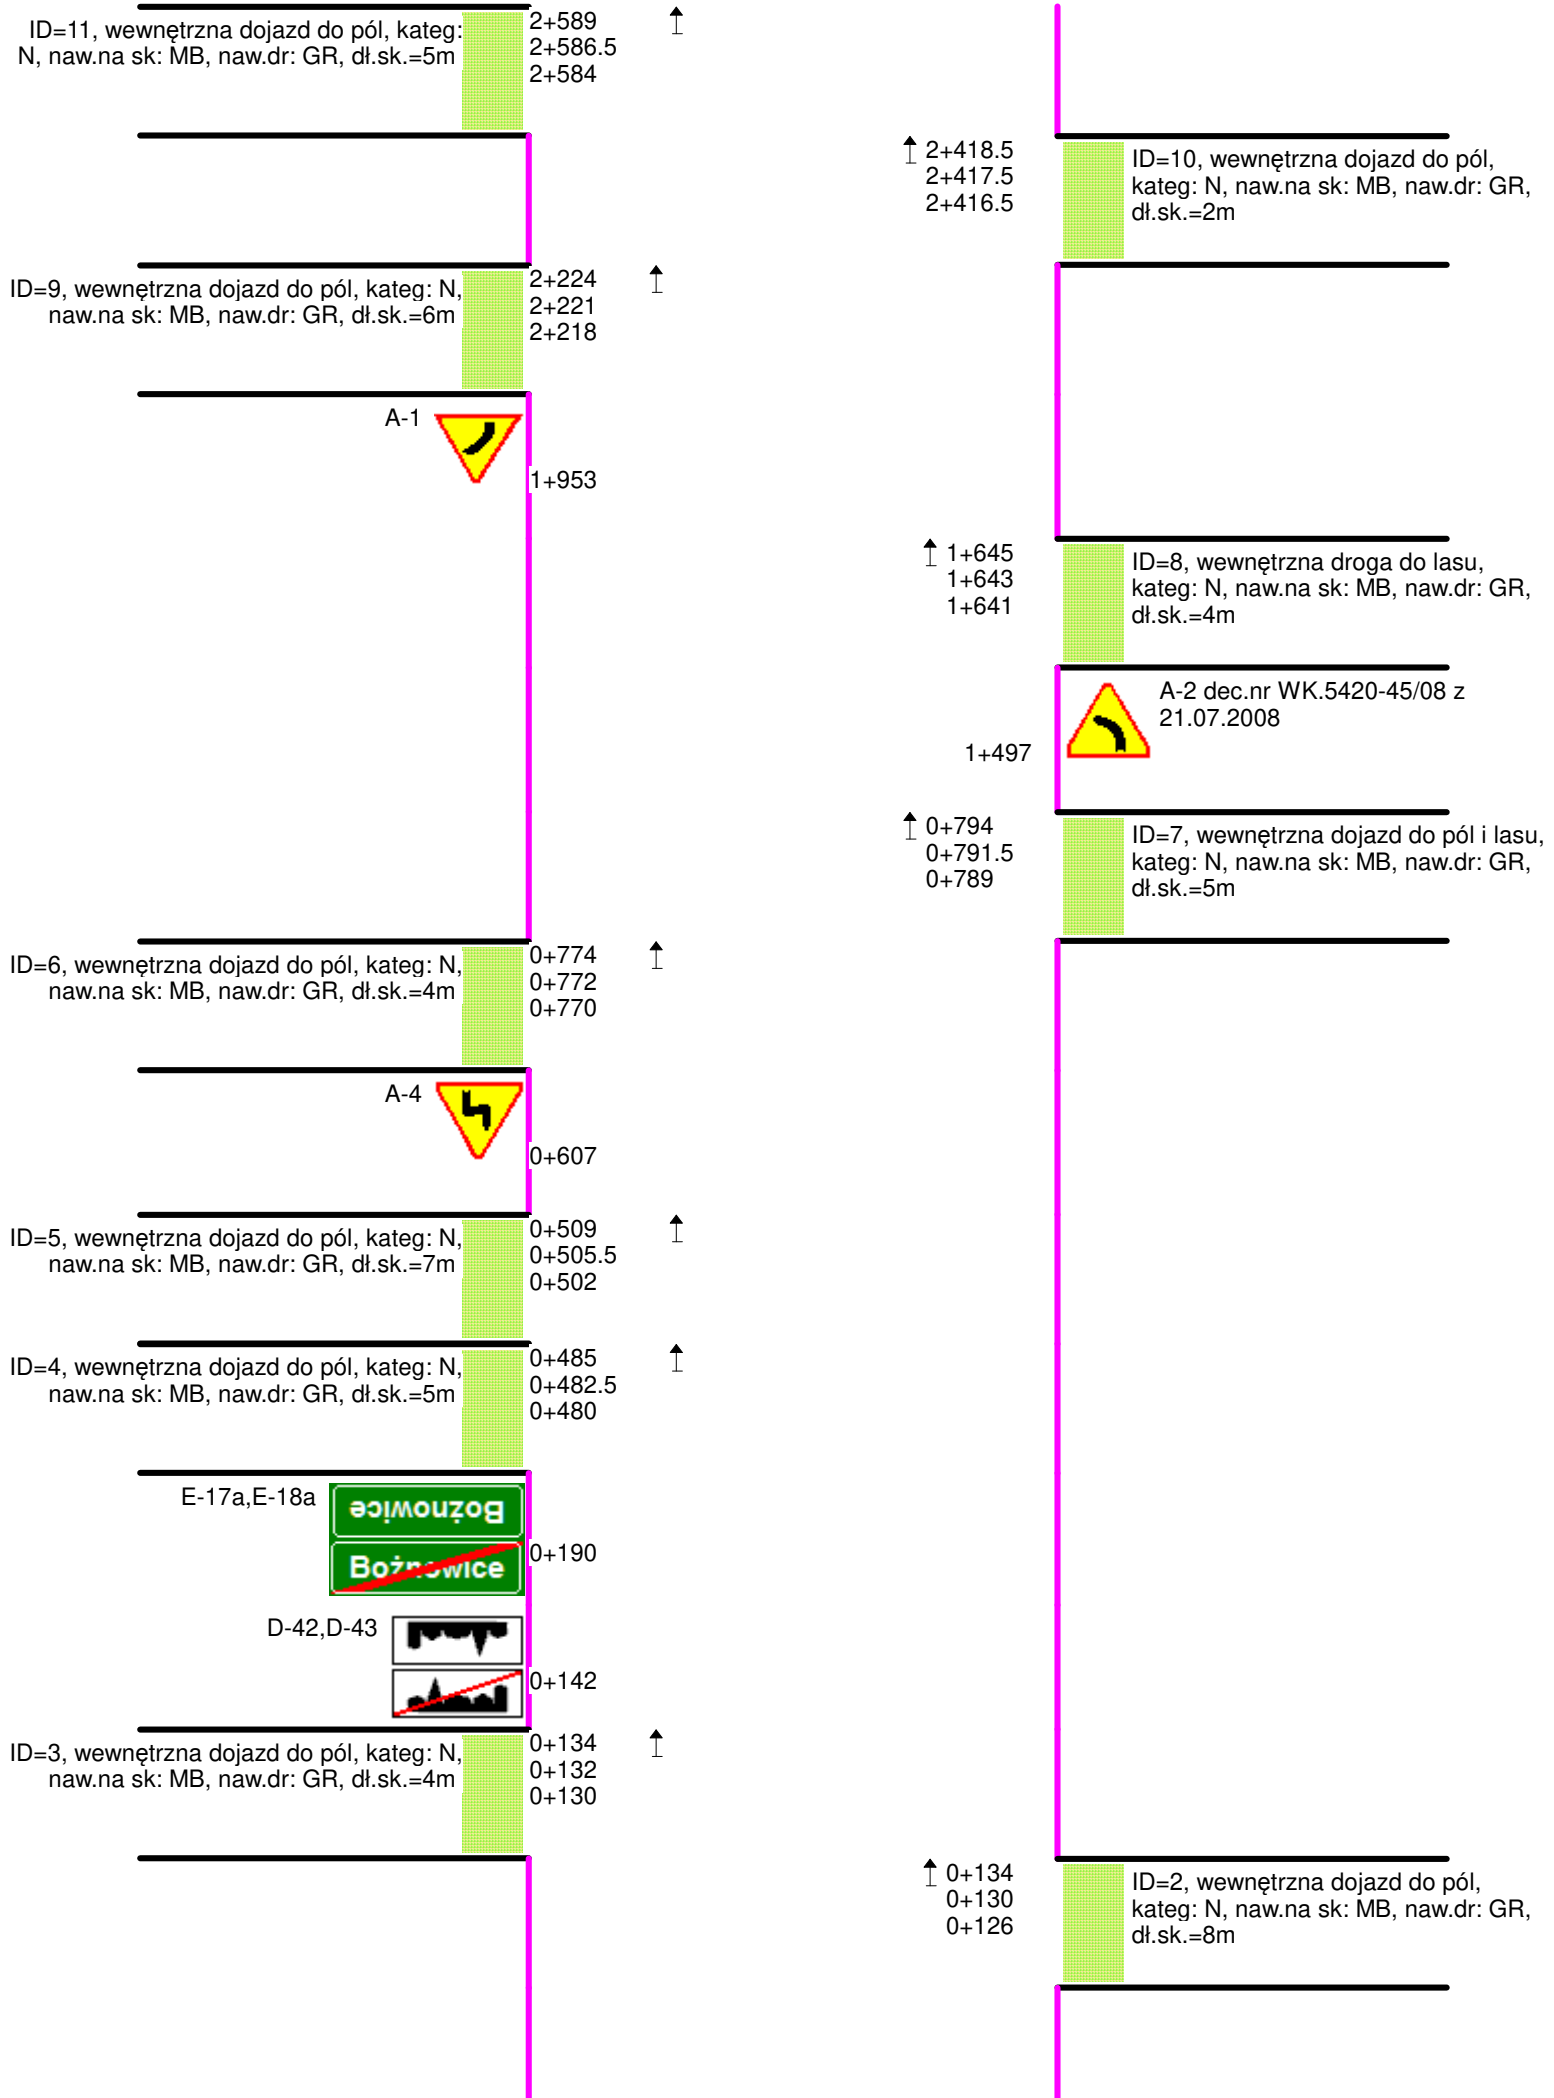 ID=11, wewnętrzna dojazd do pól, kateg:
N, naw.na sk: MB, naw.dr: GR, dł.sk.=5m
2+589
2+586.5
2+584
2+418.5
2+417.5
2+416.5
ID=10, wewnętrzna dojazd do pól,
kateg: N, naw.na sk: MB, naw.dr: GR,
dł.sk.=2m
ID=9, wewnętrzna dojazd do pól, kateg: N,
naw.na sk: MB, naw.dr: GR, dł.sk.=6m
2+224
2+221
2+218
A-1
1+953
1+645
1+643
1+641
ID=8, wewnętrzna droga do lasu,
kateg: N, naw.na sk: MB, naw.dr: GR,
dł.sk.=4m
A-2 dec.nr WK.5420-45/08 z
21.07.2008
1+497
0+794
0+791.5
0+789
ID=7, wewnętrzna dojazd do pól i lasu,
kateg: N, naw.na sk: MB, naw.dr: GR,
dł.sk.=5m
ID=6, wewnętrzna dojazd do pól, kateg: N,
naw.na sk: MB, naw.dr: GR, dł.sk.=4m
0+774
0+772
0+770
A-4
0+607
ID=5, wewnętrzna dojazd do pól, kateg: N,
naw.na sk: MB, naw.dr: GR, dł.sk.=7m
0+509
0+505.5
0+502
ID=4, wewnętrzna dojazd do pól, kateg: N,
naw.na sk: MB, naw.dr: GR, dł.sk.=5m
0+485
0+482.5
0+480
E-17a,E-18a
Bożnowice
Bożnowice
0+190
D-42,D-43
0+142
ID=3, wewnętrzna dojazd do pól, kateg: N,
naw.na sk: MB, naw.dr: GR, dł.sk.=4m
0+134
0+132
0+130
0+134
0+130
0+126
ID=2, wewnętrzna dojazd do pól,
kateg: N, naw.na sk: MB, naw.dr: GR,
dł.sk.=8m